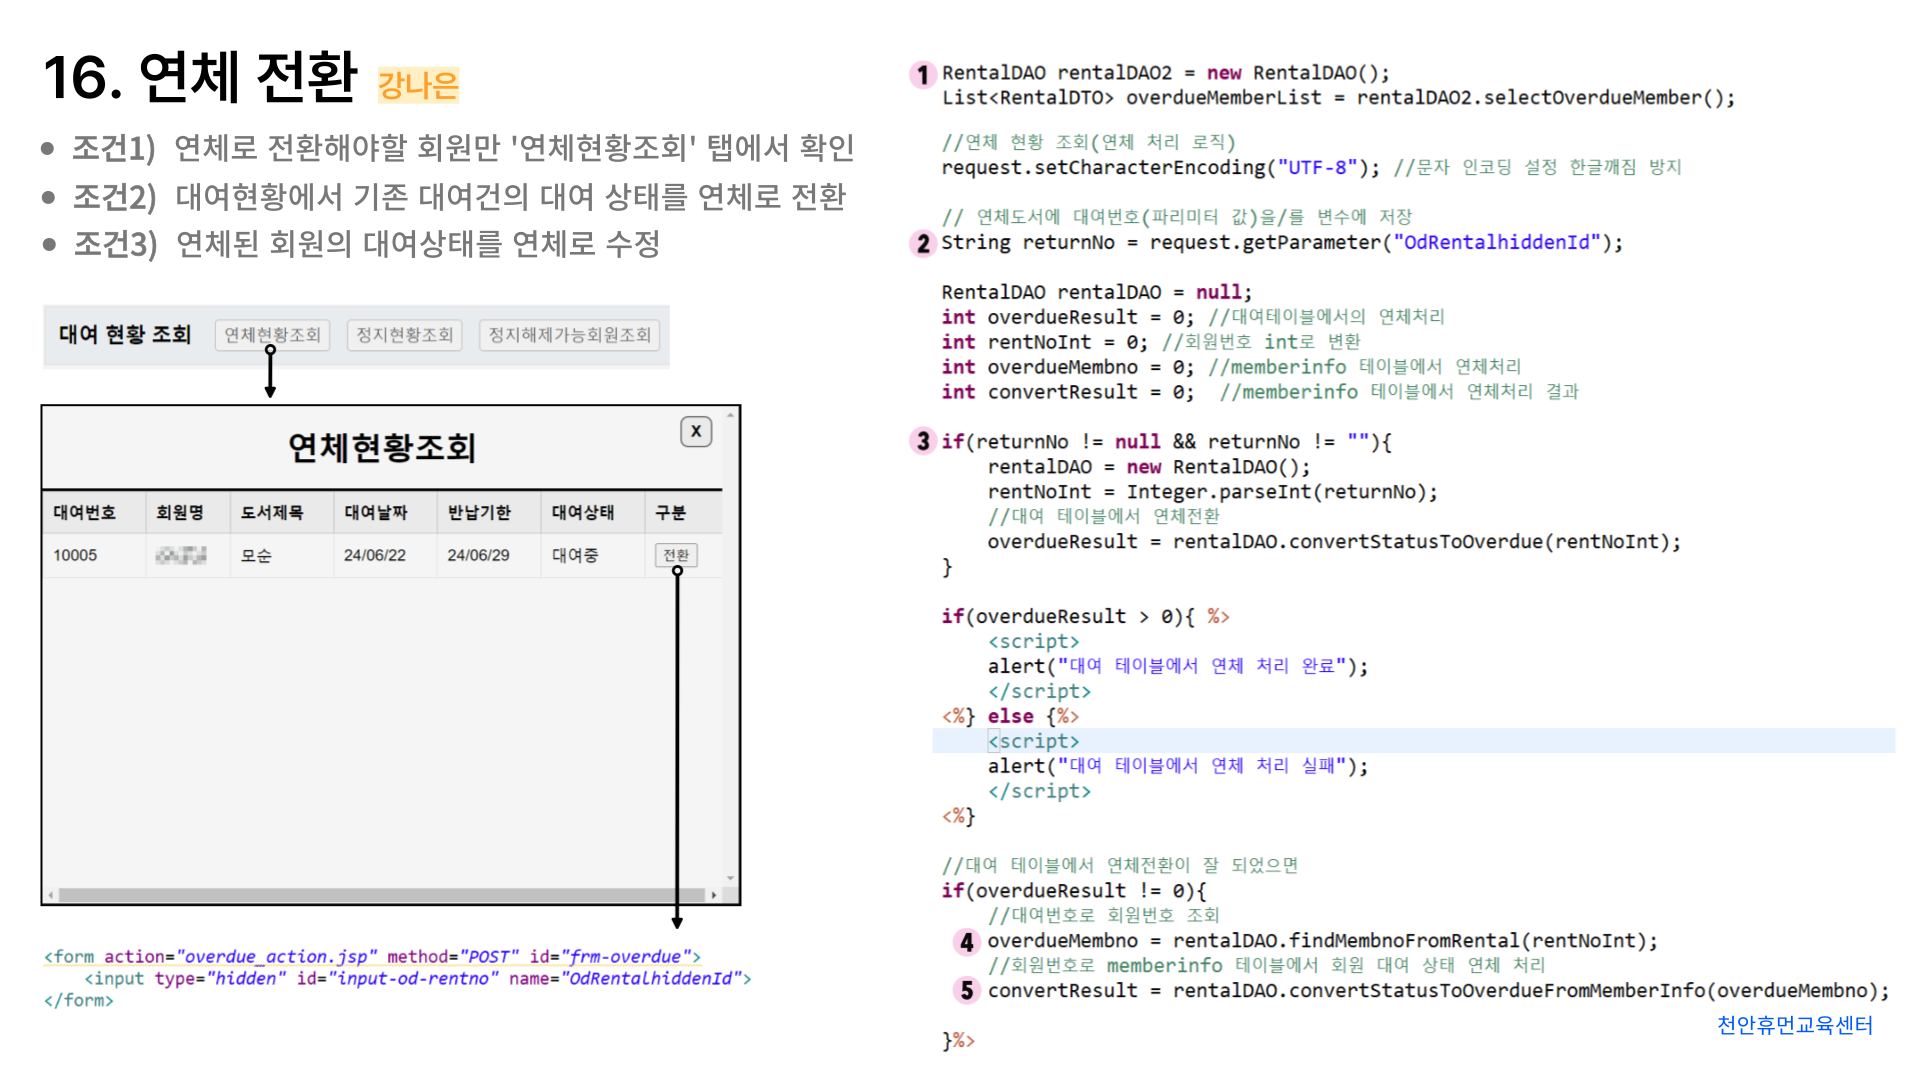 16. 연체 전환 강나은
• 조건1) 연체로 전환해야할 회원만 '연체현황조회' 탭에서 확인
• 조건2) 대여현황에서 기존 대여건의 대여 상태를 연체로 전환
• 조건3) 연체된 회원의 대여상태를 연체로 수정
대여 현황 조회 연체현황조회 정지현황조회 정지해제가능회원조회
연체현황조회
X
대여번호 회원명 도서제목 대여날짜 반납기한 대여상태 구분
10005 모순 24/06/22 24/06/29 대여중 전환
<form action="overdue_action.jsp" method="POST" id="frm-overdue">
<input type="hidden" id="input-od-rentno" name="OdRentalhiddenId">
</form>
1 RentalDAO rentalDAO2 = new RentalDAO();
List<RentalDTO> overdueMemberList = rentalDAO2.selectOverdueMember();
//연체 현황 조회(연체 처리 로직)
request.setCharacterEncoding("UTF-8"); //문자 인코딩 설정 한글깨짐 방지
// 연체도서에 대여번호(파리미터 값)을/를 변수에 저장
2 String returnNo = request.getParameter("OdRentalhiddenId");
RentalDAO rentalDAO = null;
int overdueResult = 0; //대여테이블에서의 연체처리
int rentNoInt = 0; //회원번호 int로 변환
int overdueMembno = 0; //memberinfo 테이블에서 연체처리
int convertResult = 0; //memberinfo 테이블에서 연체처리 결과
3 if(returnNo != null && returnNo != ""){
rentalDAO = new RentalDAO();
rentNoInt = Integer.parseInt(returnNo);
//대여 테이블에서 연체전환
overdueResult = rentalDAO.convertStatusToOverdue(rentNoInt);
}
if(overdueResult > 0){ %>
<script>
alert("대여 테이블에서 연체 처리 완료");
</script>
<%} else {%>
<script>
alert("대여 테이블에서 연체 처리 실패");
</script>
<%}
//대여 테이블에서 연체전환이 잘 되었으면
if(overdueResult != 0){
//대여번호로 회원번호 조회
4 overdueMembno = rentalDAO.findMembnoFromRental(rentNoInt);
//회원번호로 memberinfo 테이블에서 회원 대여 상태 연체 처리
5 convertResult = rentalDAO.convertStatusToOverdueFromMemberInfo(overdueMembno);
}%>
천안휴먼교육센터